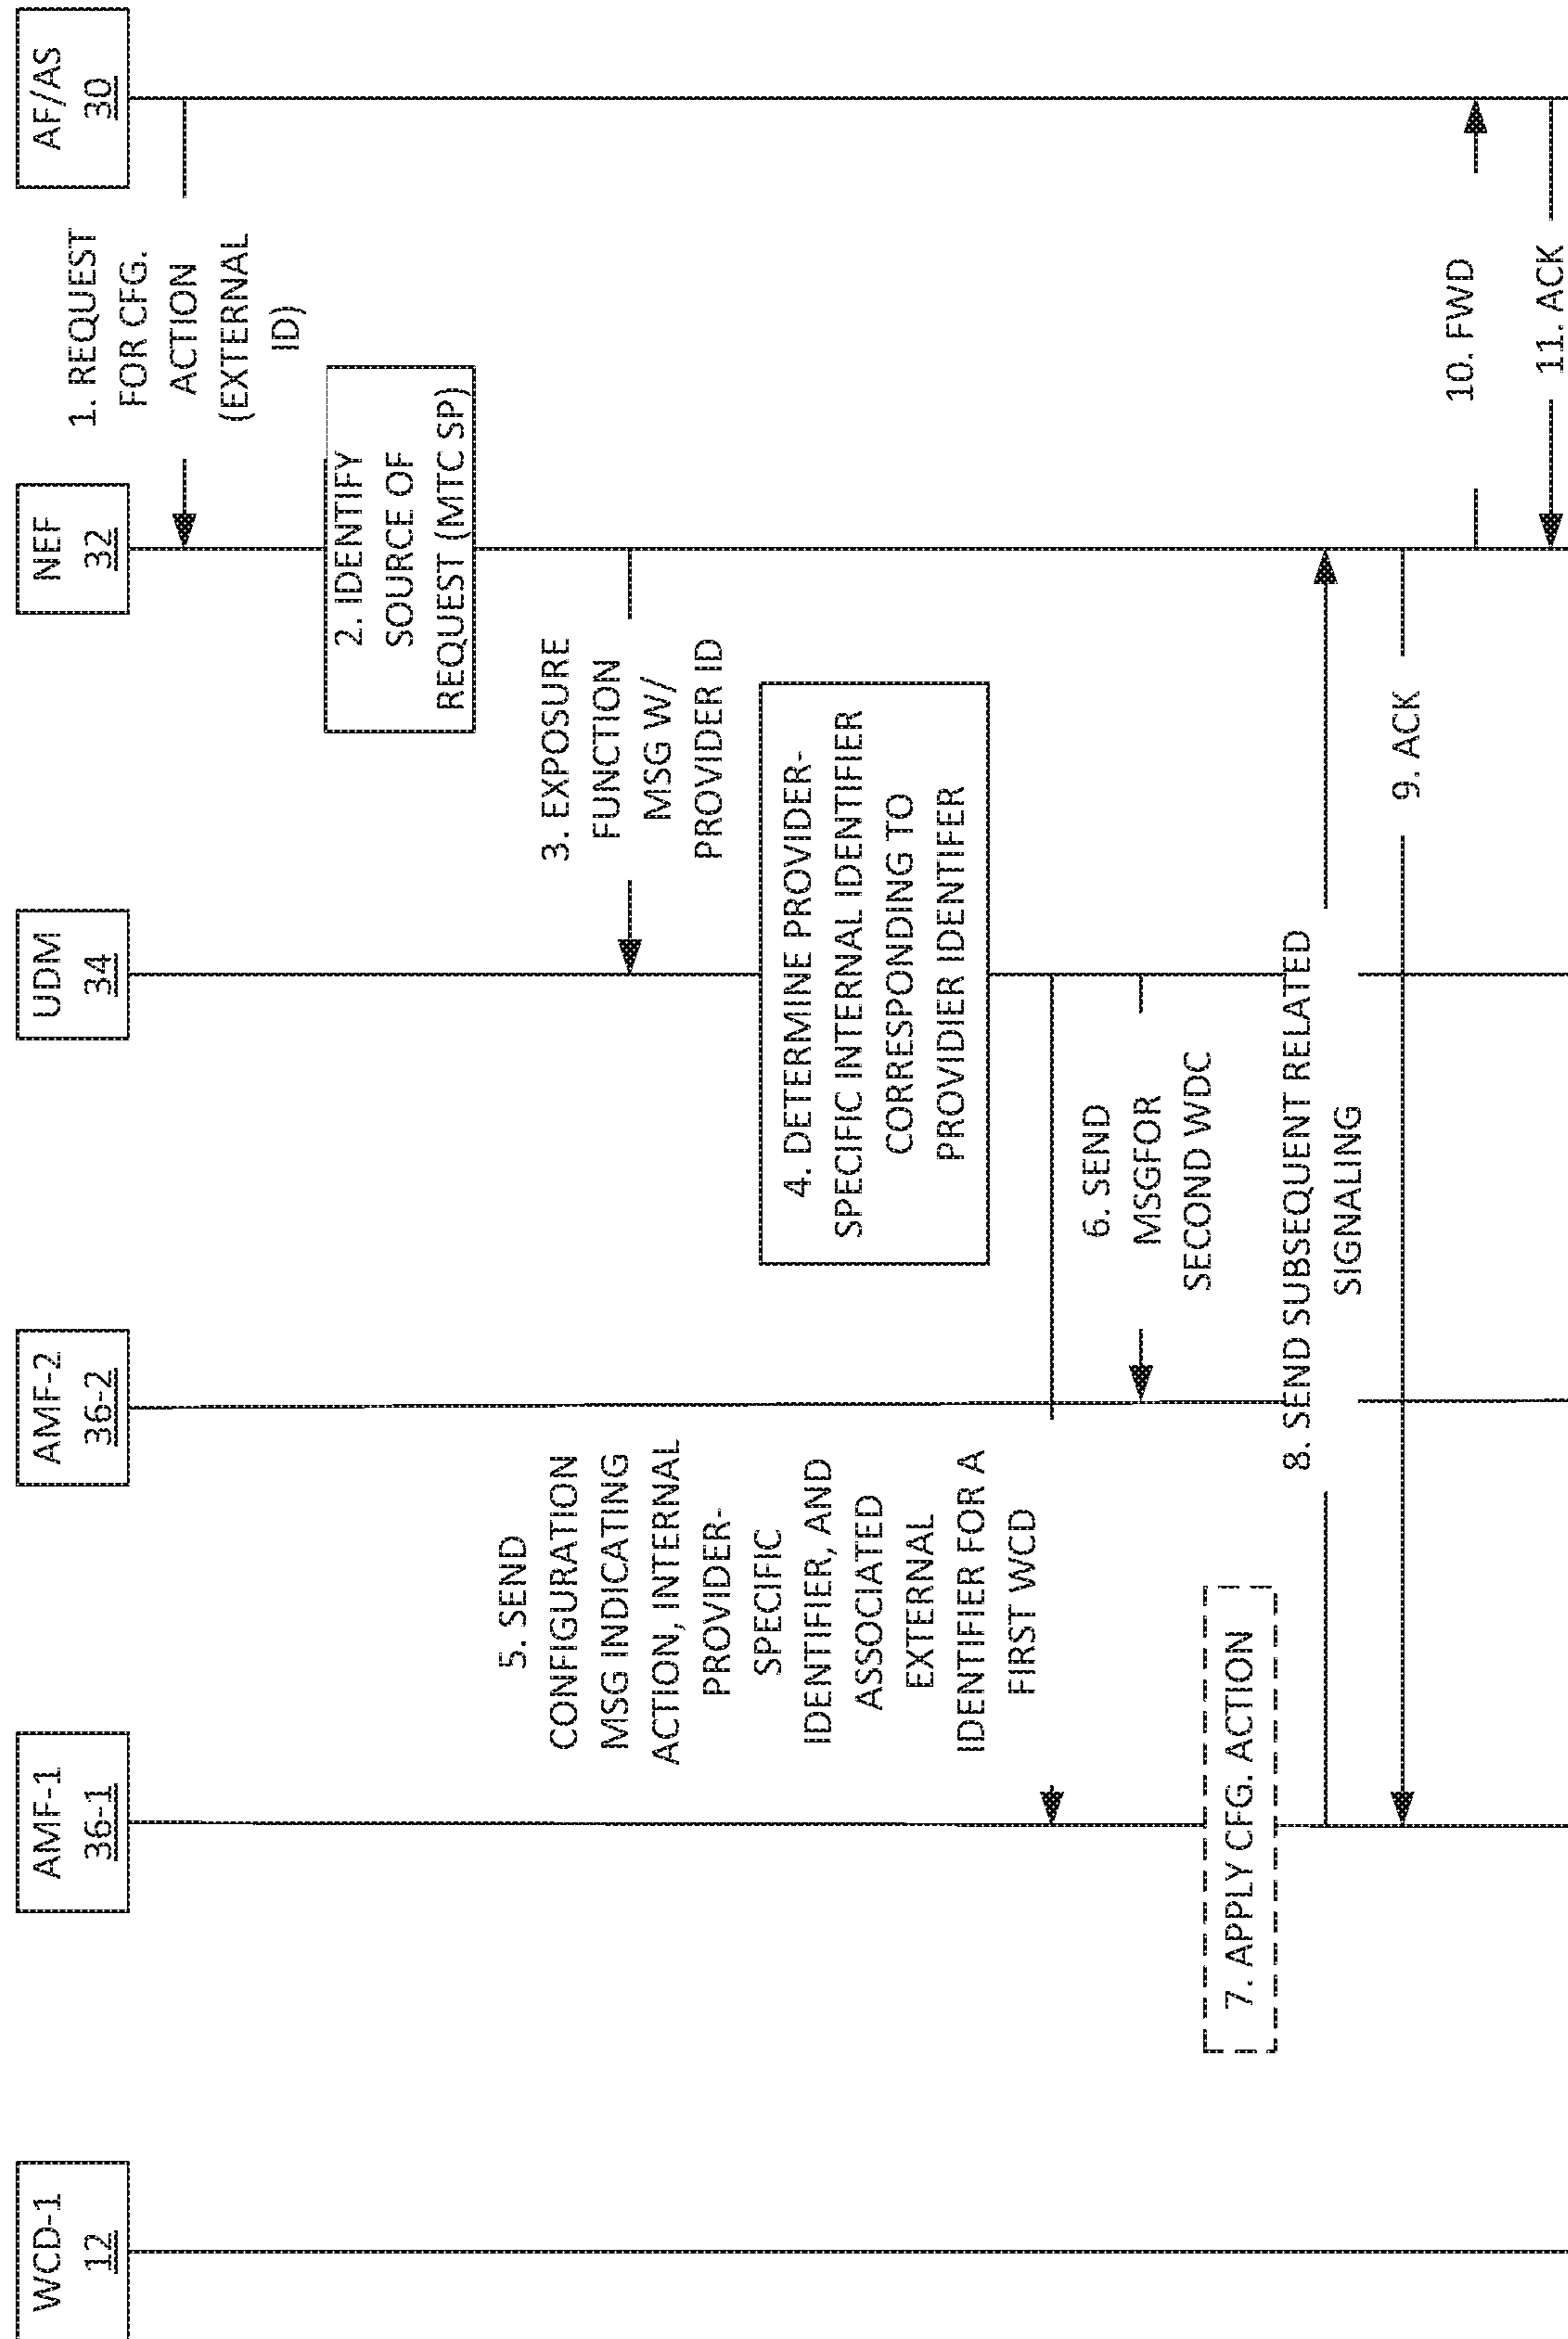 WCD-1
12
AMF-1
36-1
AMF-2
36-2
UDM
34
NEF
32
AF/AS
30
1. REQUEST
FOR CFG.
ACTION
(EXTERNAL
ID)
2. IDENTIFY
SOURCE OF
REQUEST (MTC SP)
3. EXPOSURE
FUNCTION
MSG W/
PROVIDER ID
4. DETERMINE PROVIDER-
SPECIFIC INTERNAL IDENTIFIER
CORRESPONDING TO
PROVIDIER IDENTIFER
5. SEND
CONFIGURATION
MSG INDICATING
ACTION, INTERNAL
PROVIDER-
SPECIFIC
IDENTIFIER, AND
ASSOCIATED
EXTERNAL
IDENTIFIER FOR A
FIRST WCD
6. SEND
MSGFOR
SECOND WDC
7. APPLY CFG. ACTION
8. SEND SUBSEQUENT RELATED
SIGNALING
9. ACK
10. FWD
11. ACK